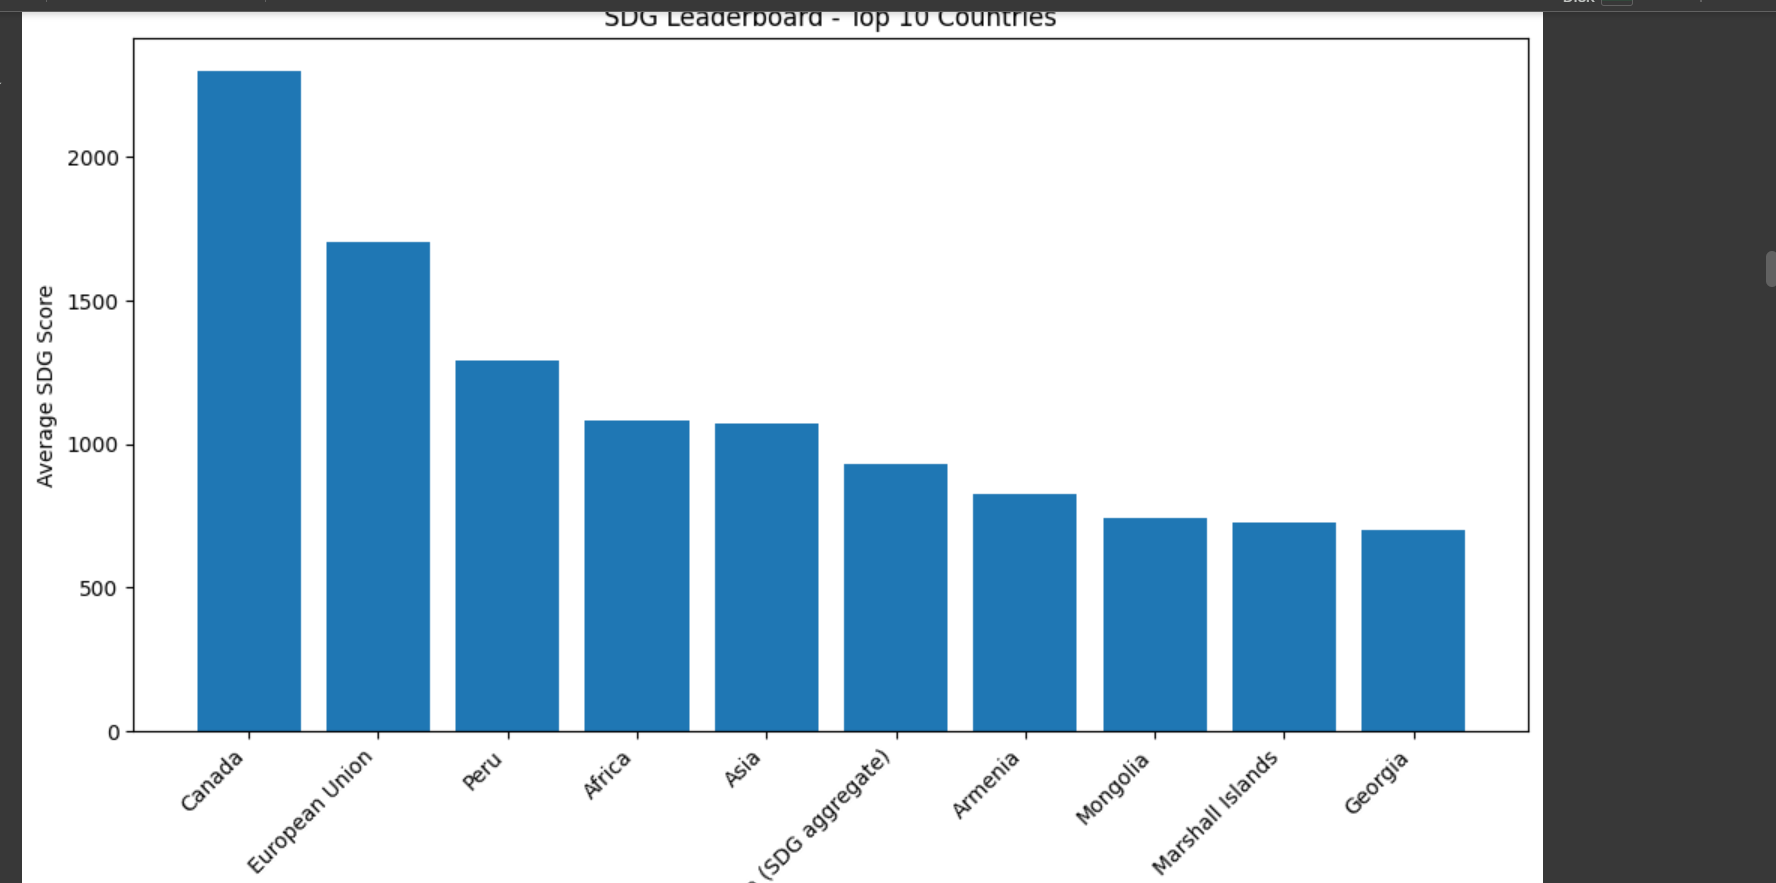 SDG Leaderboard - Top 10 Countries
Average SDG Score
2000
1500
1000
500
0
Canada
European Union
Peru
Africa
Asia
(SDG aggregate)
Armenia
Mongolia
Marshall Islands
Georgia